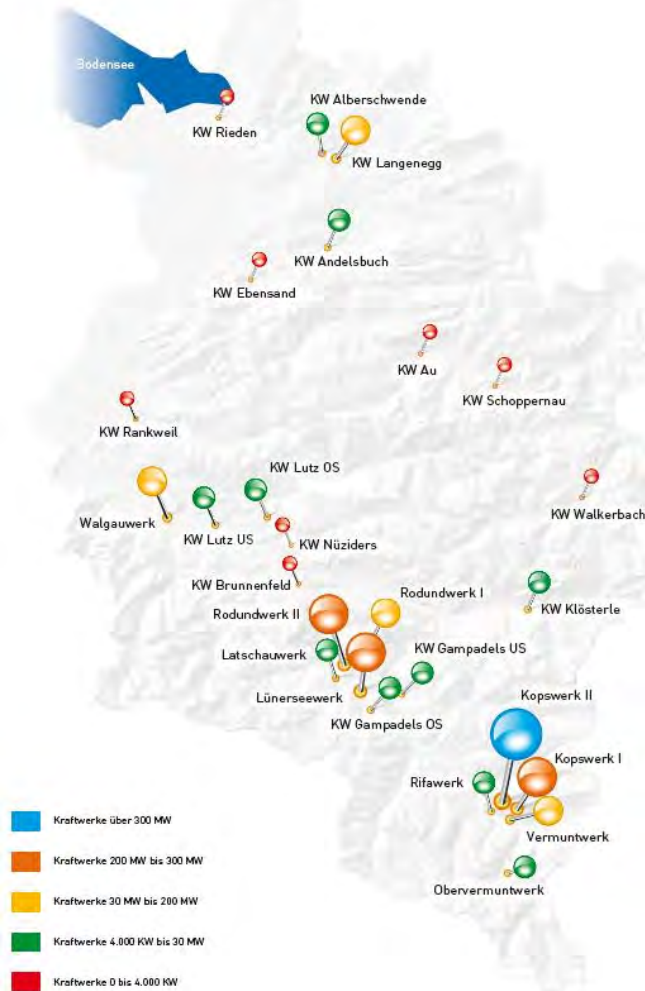 Bodensee
KW Alberschwende
KW Rieden
KW Langenegg
KW Andelsbuch
KW Ebensand
KW Au
KW Schoppernau
KW Rankweil
KW Lutz OS
KW Walkerbach
Walgauwerk
KW Lutz US
KW Nüziders
KW Brunnenfeld
Rodundwerk I
KW Klösterle
Rodundwerk II
KW Gampadels US
Latschauwerk
Lünerseewerk
Kopswerk II
KW Gampadels OS
Kopswerk I
Rifawerk
Kraftwerke über 300 MW
Vermuntwerk
Kraftwerke 200 MW bis 300 MW
Obervermuntwerk
Kraftwerke 30 MW bis 200 MW
Kraftwerke 4.000 KW bis 30 MW
Kraftwerke 0 bis 4.000 KW